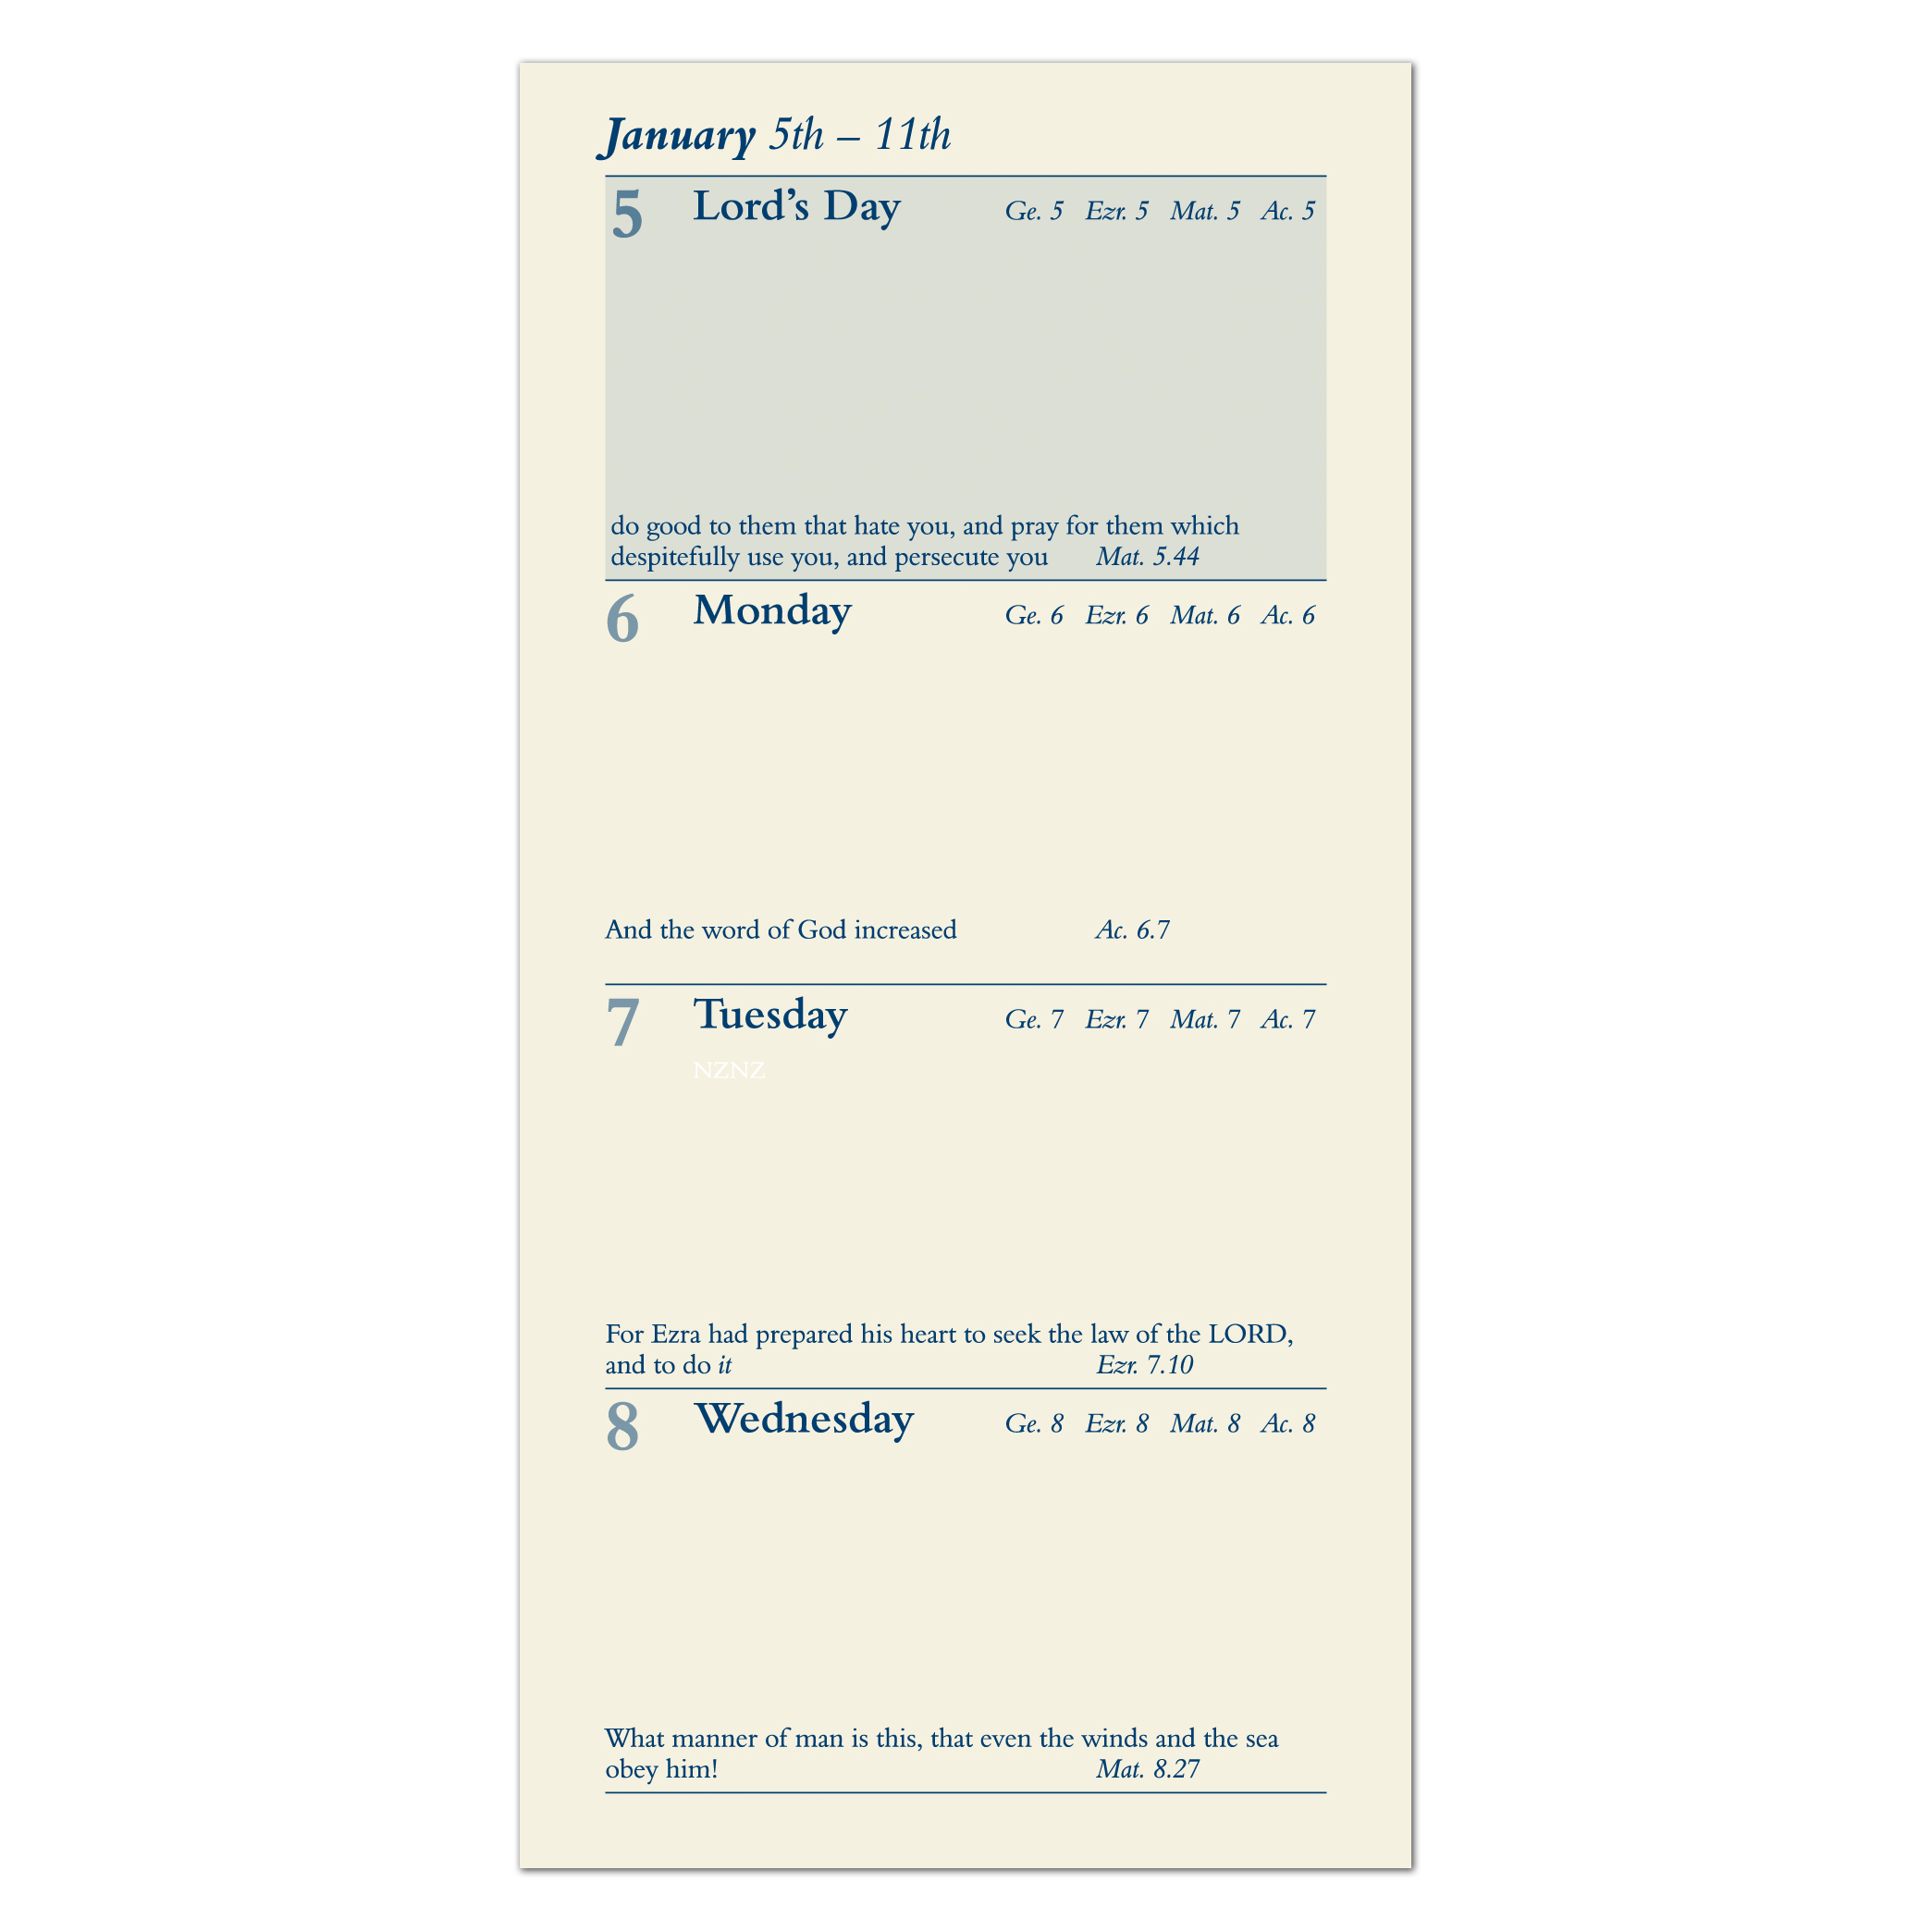 January 5th – 11th
5 Lord’s Day Ge. 5 Ezr. 5 Mat. 5 Ac. 5
do good to them that hate you, and pray for them which
despitefully use you, and persecute you Mat. 5.44
6 Monday Ge. 6 Ezr. 6 Mat. 6 Ac. 6
And the word of God increased Ac. 6.7
7 Tuesday Ge. 7 Ezr. 7 Mat. 7 Ac. 7
NZNZ
For Ezra had prepared his heart to seek the law of the LORD,
and to do it Ezr. 7.10
8 Wednesday Ge. 8 Ezr. 8 Mat. 8 Ac. 8
What manner of man is this, that even the winds and the sea
obey him! Mat. 8.27